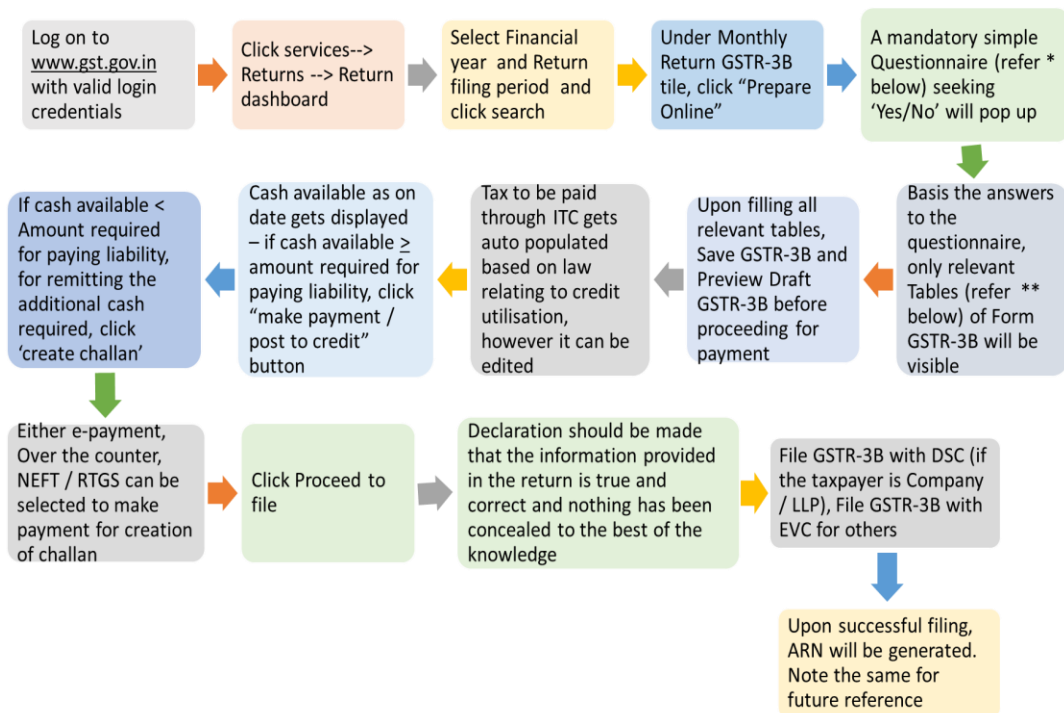 Log on to
www.gst.gov.in
with valid login
credentials
Click services-->
Returns --> Return
dashboard
Select Financial
year and Return
filing period and
click search
Under Monthly
Return GSTR-3B
tile, click “Prepare
Online”
A mandatory simple
Questionnaire (refer *
below) seeking
‘Yes/No’ will pop up
Basis the answers
to the
questionnaire,
only relevant
Tables (refer **
below) of Form
GSTR-3B will be
visible
Upon filling all
relevant tables,
Save GSTR-3B and
Preview Draft
GSTR-3B before
proceeding for
payment
Tax to be paid
through ITC gets
auto populated
based on law
relating to credit
utilisation,
however it can be
edited
Cash available as on
date gets displayed
– if cash available ≥
amount required for
paying liability, click
“make payment /
post to credit”
button
If cash available <
Amount required
for paying liability,
for remitting the
additional cash
required, click
‘create challan’
Either e-payment,
Over the counter,
NEFT / RTGS can be
selected to make
payment for creation
of challan
Click Proceed to
file
Declaration should be made
that the information provided
in the return is true and
correct and nothing has been
concealed to the best of the
knowledge
File GSTR-3B with DSC (if
the taxpayer is Company
/ LLP), File GSTR-3B with
EVC for others
Upon successful filing,
ARN will be generated.
Note the same for
future reference